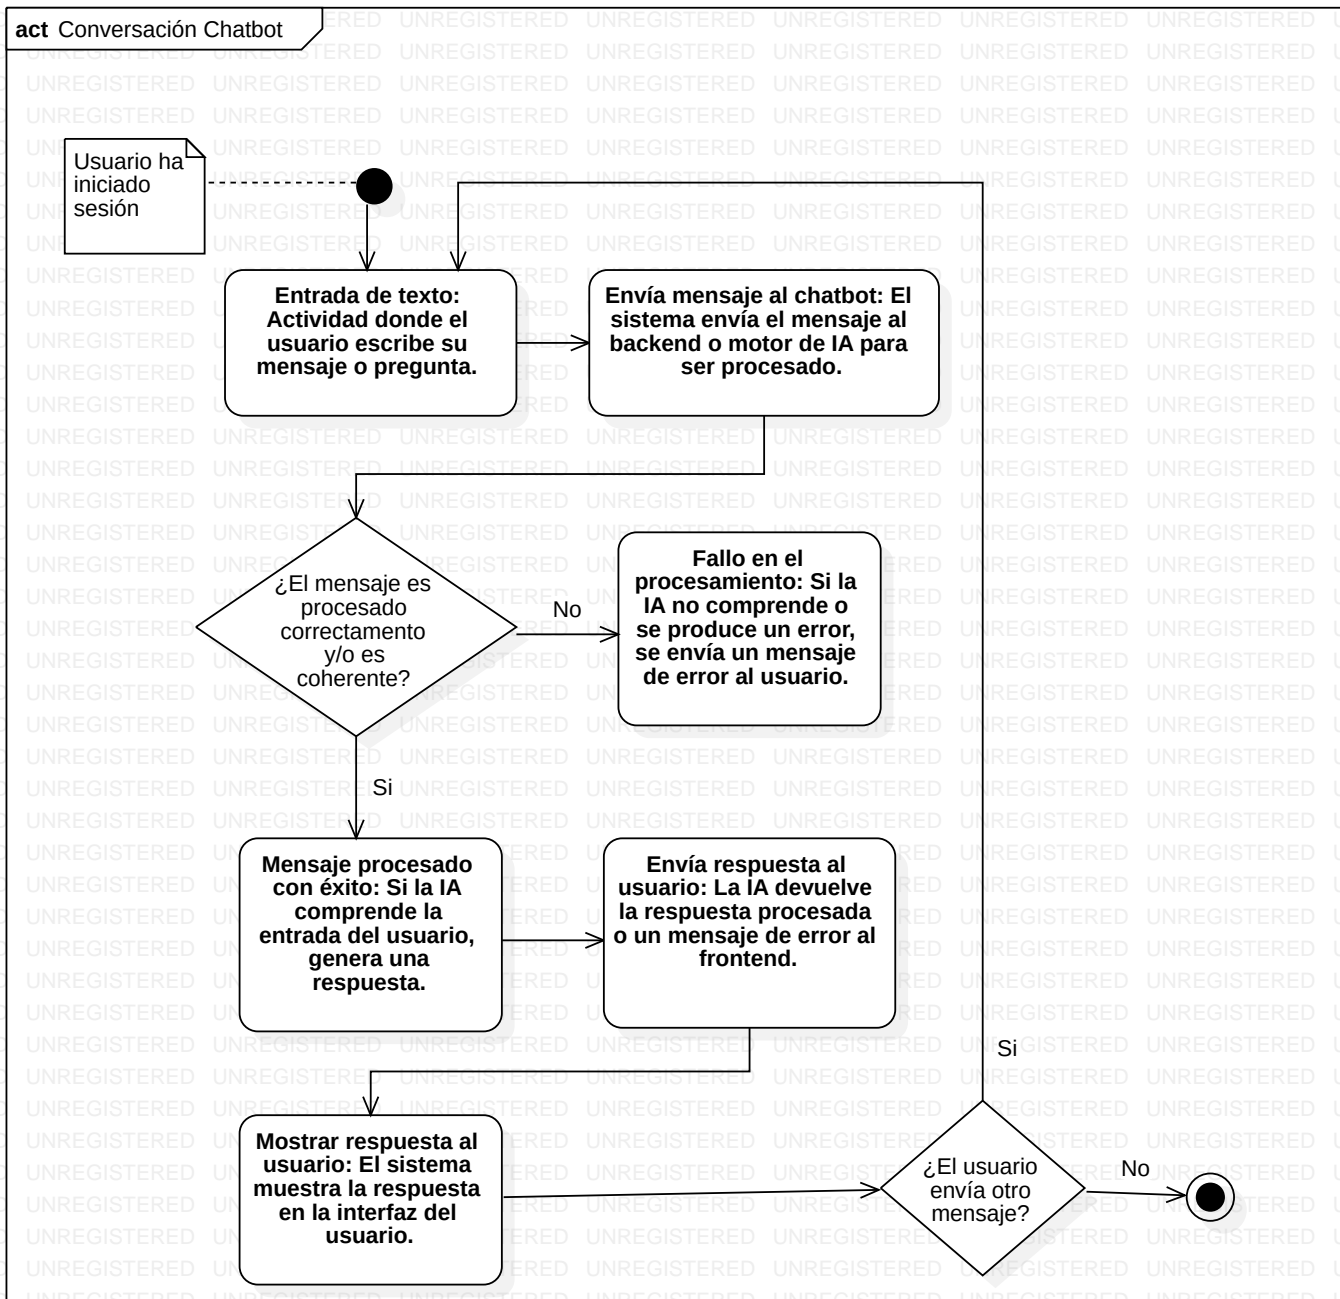 act Conversación Chatbot
Usuario ha
iniciado
sesión
Entrada de texto:
Actividad donde el
usuario escribe su
mensaje o pregunta.
Envía mensaje al chatbot: El
sistema envía el mensaje al
backend o motor de IA para
ser procesado.
¿El mensaje es
procesado
correctamento
y/o es
coherente?
No
Fallo en el
procesamiento: Si la
IA no comprende o
se produce un error,
se envía un mensaje
de error al usuario.
Si
Mensaje procesado
con éxito: Si la IA
comprende la
entrada del usuario,
genera una
respuesta.
Envía respuesta al
usuario: La IA devuelve
la respuesta procesada
o un mensaje de error al
frontend.
Si
Mostrar respuesta al
usuario: El sistema
muestra la respuesta
en la interfaz del
usuario.
¿El usuario
envía otro
mensaje?
No
UNREGISTERED